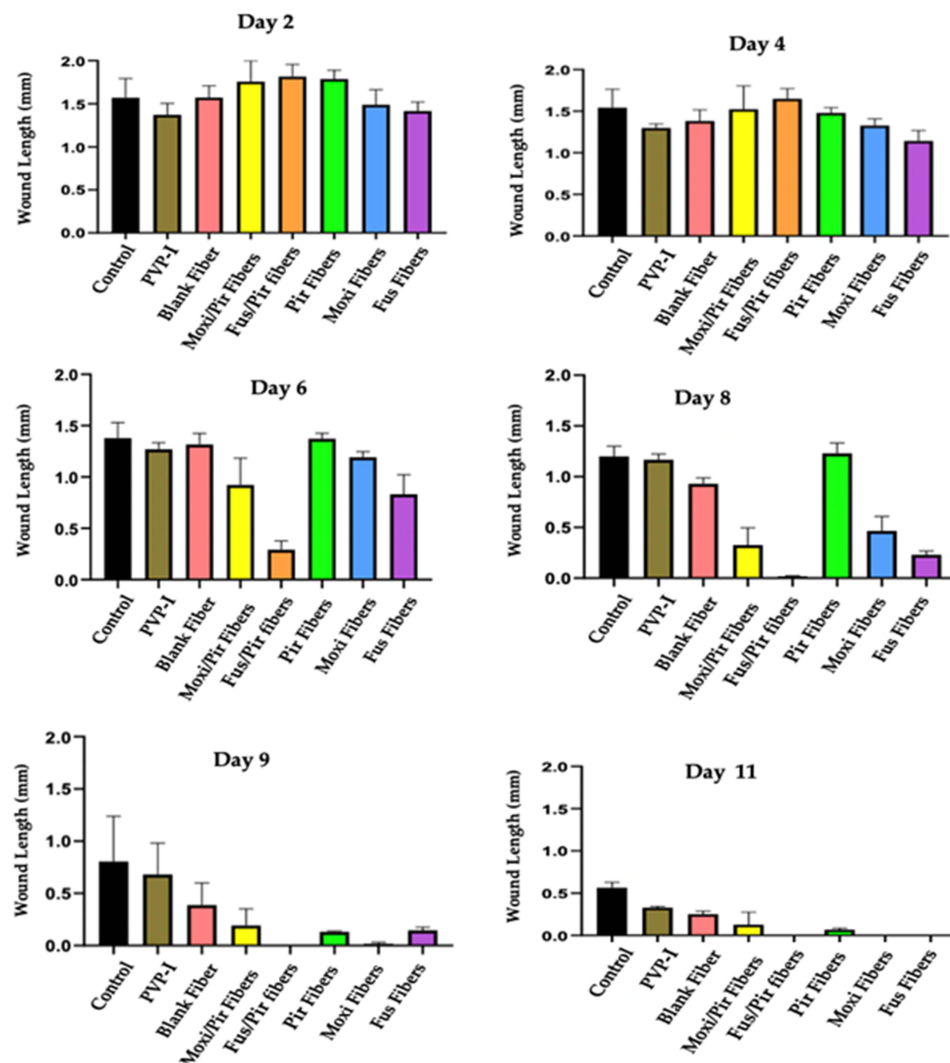 Day 2
Wound Length (mm)
2.0
1.5
1.0
0.5
0.0
Control
PVP-I
Blank Fiber
Moxi/Pir Fibers
Fus/Pir fibers
Pir Fibers
Moxi Fibers
Fus Fibers
Day 4
Wound Length (mm)
2.0
1.5
1.0
0.5
0.0
Control
PVP-I
Blank Fiber
Moxi/Pir Fibers
Fus/Pir fibers
Pir Fibers
Moxi Fibers
Fus Fibers
Day 6
Wound Length (mm)
2.0
1.5
1.0
0.5
0.0
Control
PVP-I
Blank Fiber
Moxi/Pir Fibers
Fus/Pir fibers
Pir Fibers
Moxi Fibers
Fus Fibers
Day 8
Wound Length (mm)
2.0
1.5
1.0
0.5
0.0
Control
PVP-I
Blank Fiber
Moxi/Pir Fibers
Fus/Pir fibers
Pir Fibers
Moxi Fibers
Fus Fibers
Day 9
Wound Length (mm)
2.0
1.5
1.0
0.5
0.0
Control
PVP-I
Blank Fiber
Moxi/Pir Fibers
Fus/Pir fibers
Pir Fibers
Moxi Fibers
Fus Fibers
Day 11
Wound Length (mm)
2.0
1.5
1.0
0.5
0.0
Control
PVP-I
Blank Fiber
Moxi/Pir Fibers
Fus/Pir fibers
Pir Fibers
Moxi Fibers
Fus Fibers